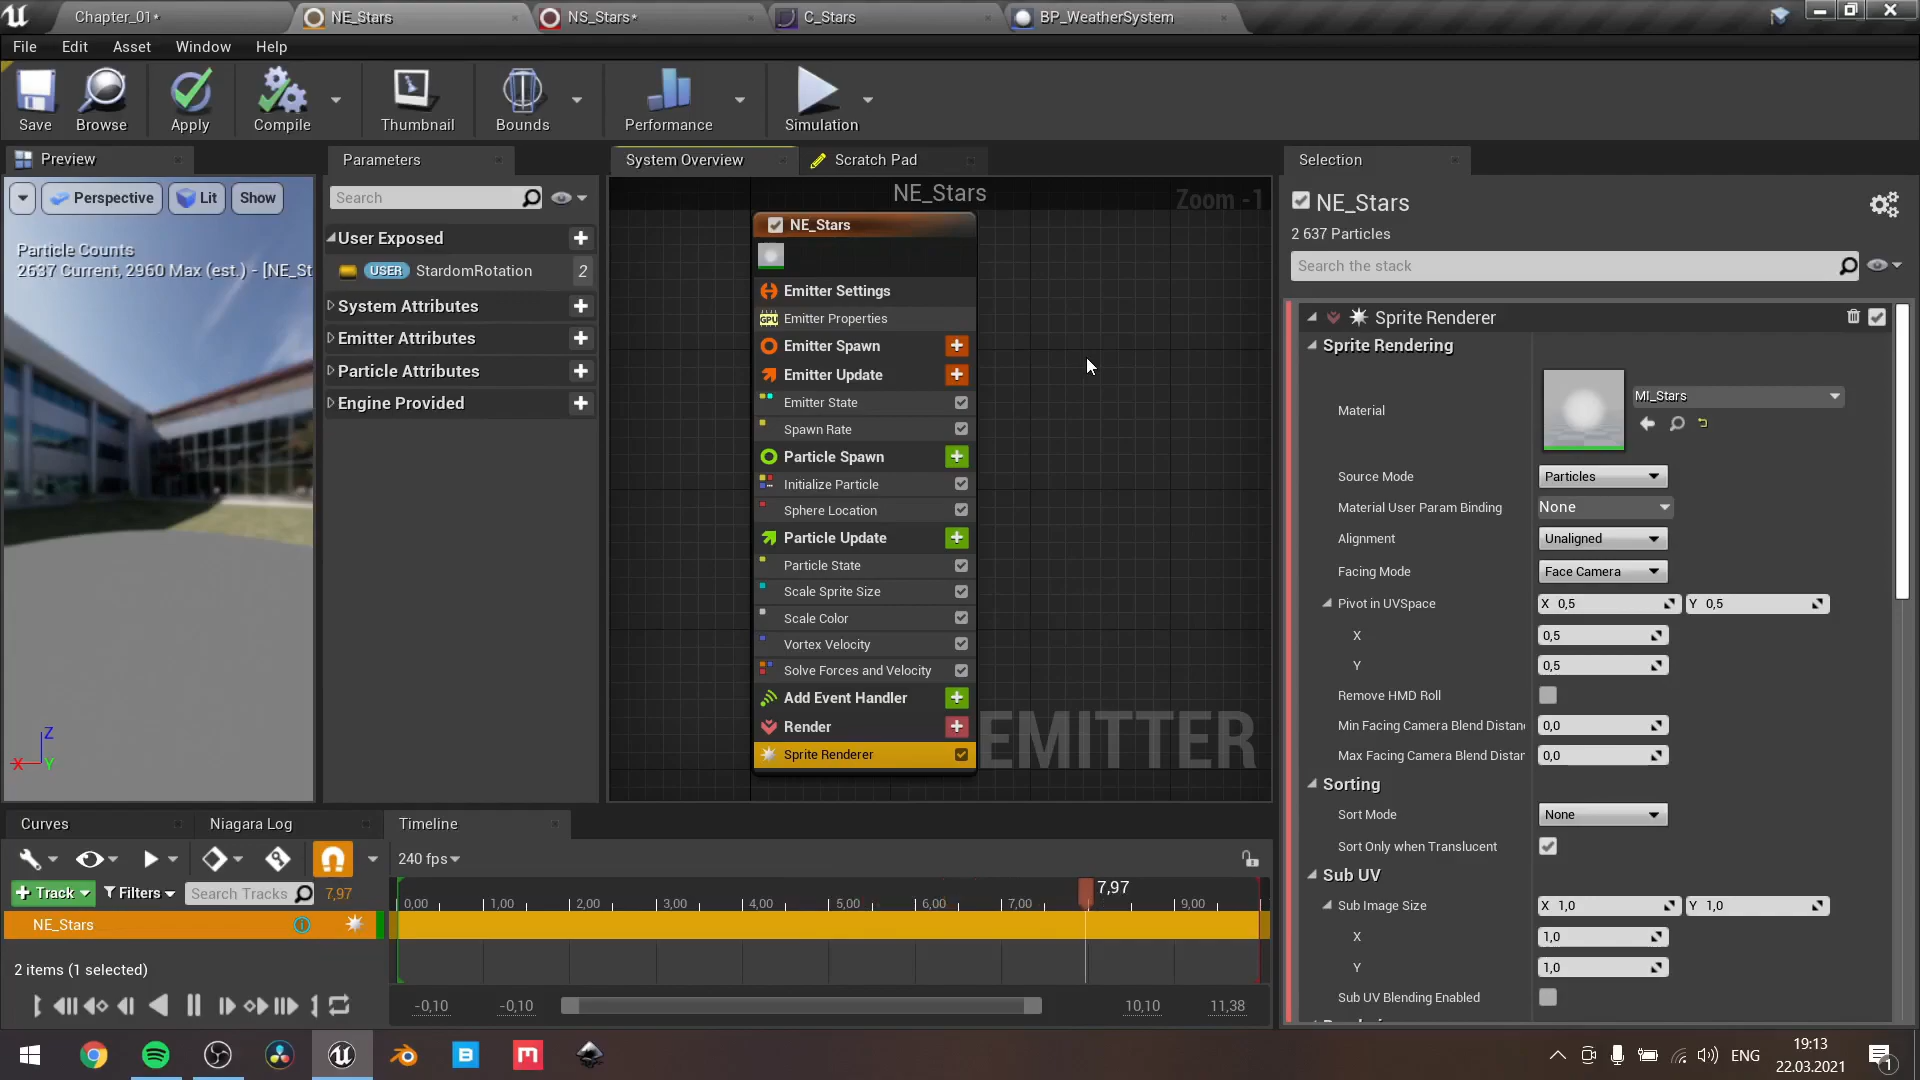 Chapter_01*
NE_Stars
NS_Stars*
C_Stars
BP_WeatherSystem
File Edit Asset Window Help
Save
Browse
Apply
Compile
Thumbnail
Bounds
Performance
Simulation
Preview
Parameters
System Overview
Scratch Pad
Selection
Perspective
Lit
Show
Particle Counts
2637 Current, 2960 Max (est.) - [NE_St
Search
User Exposed
USER StardomRotation 2
System Attributes
Emitter Attributes
Particle Attributes
Engine Provided
NE_Stars
Zoom -1
NE_Stars
Emitter Settings
GPU Emitter Properties
Emitter Spawn
Emitter Update
Emitter State
Spawn Rate
Particle Spawn
Initialize Particle
Sphere Location
Particle Update
Particle State
Scale Sprite Size
Scale Color
Vortex Velocity
Solve Forces and Velocity
Add Event Handler
Render
Sprite Renderer
EMITTER
NE_Stars
2 637 Particles
Search the stack
Sprite Renderer
Sprite Rendering
Material
MI_Stars
Source Mode Particles
Material User Param Binding None
Alignment Unaligned
Facing Mode Face Camera
Pivot in UVSpace X 0,5 Y 0,5
X 0,5
Y 0,5
Remove HMD Roll
Min Facing Camera Blend Distan 0,0
Max Facing Camera Blend Distar 0,0
Sorting
Sort Mode None
Sort Only when Translucent
Sub UV
Sub Image Size X 1,0 Y 1,0
X 1,0
Y 1,0
Sub UV Blending Enabled
Curves
Niagara Log
Timeline
240 fps
Track
Filters
Search Tracks
7,97
7,97
0,00 1,00 2,00 3,00 4,00 5,00 6,00 7,00 9,00
NE_Stars
2 items (1 selected)
-0,10 -0,10 10,10 11,38
X Y Z
ENG
19:13
22.03.2021
1